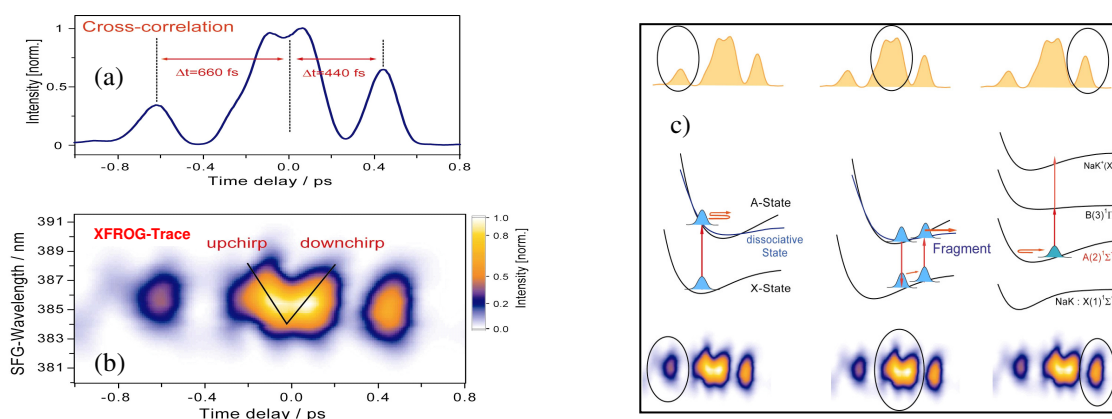 Cross-correlation
(a)
Δt=660 fs
Δt=440 fs
Intensity [norm.]
1
0.5
0
-0.8
-0.4
0.0
0.4
0.8
Time delay / ps
XFROG-Trace
upchirp
downchirp
(b)
SFG-Wavelength / nm
391
389
387
385
383
381
-0.8
-0.4
0.0
0.4
0.8
Time delay / ps
1.0
0.8
0.6
0.4
0.2
0.0
Intensity [norm.]
c)
A-State
dissociative
State
X-State
Fragment
NaK⁺(X
B(3)¹Π
A(2)¹Σ
NaK : X(1)¹Σ